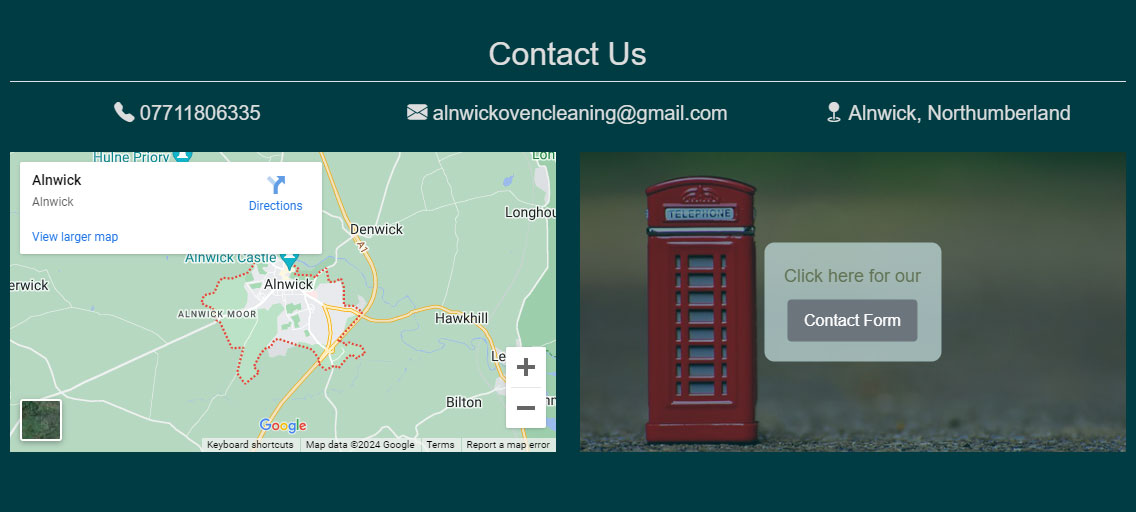 Contact Us
07711806335
alnwickovencleaning@gmail.com
Alnwick, Northumberland
Hulne Priory
Lon
Alnwick
Alnwick
Directions
View larger map
Longhou
Denwick
A1
Alnwick Castle
erwick
Alnwick
ALNWICK MOOR
Hawkhill
Le
Bilton
Google
Keyboard shortcuts
Map data ©2024 Google
Terms
Report a map error
TELEPHONE
Click here for our
Contact Form